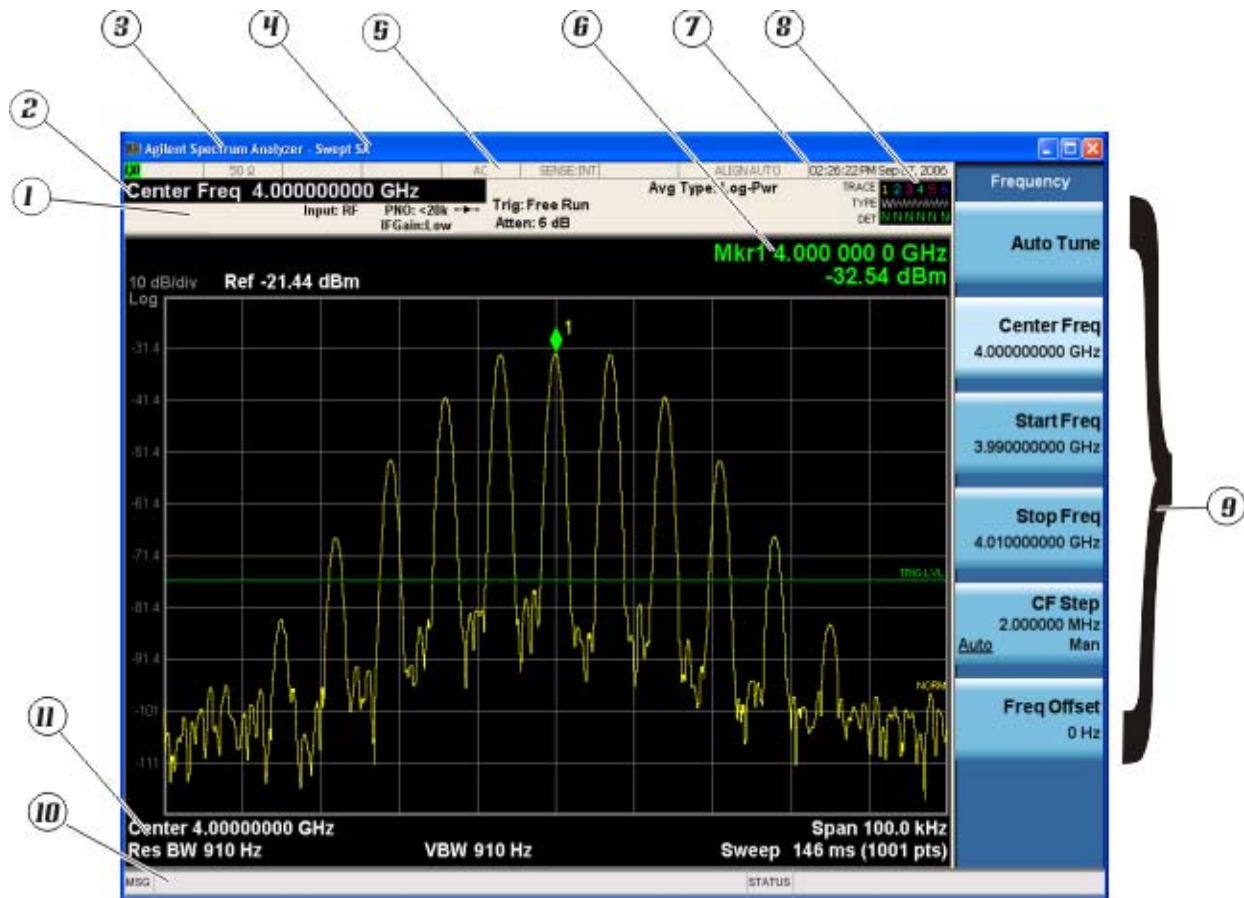 3
4
5
6
7
8
2
1
Agilent Spectrum Analyzer - Swept SA
50 Ω AC SENSE:INT ALIGNAUTO 02:26:22 PM Sep 07, 2006
Center Freq 4.000000000 GHz
Input: RF PNO: <20k Trig: Free Run Avg Type: Log-Pwr TRACE 1 2 3 4 5 6
IFGain:Low Atten: 6 dB TYPE
DET N N N N N N
Mkr1 4.000 000 0 GHz
-32.54 dBm
10 dB/div Ref -21.44 dBm
Log
1
-31.4
-41.4
-51.4
-61.4
-71.4
TRIG LVL
-81.4
-91.4
NORM
-101
-111
Center 4.00000000 GHz Span 100.0 kHz
Res BW 910 Hz VBW 910 Hz Sweep 146 ms (1001 pts)
MSG STATUS
Frequency
Auto Tune
Center Freq
4.000000000 GHz
Start Freq
3.990000000 GHz
Stop Freq
4.010000000 GHz
CF Step
2.000000 MHz
Auto Man
Freq Offset
0 Hz
9
11
10